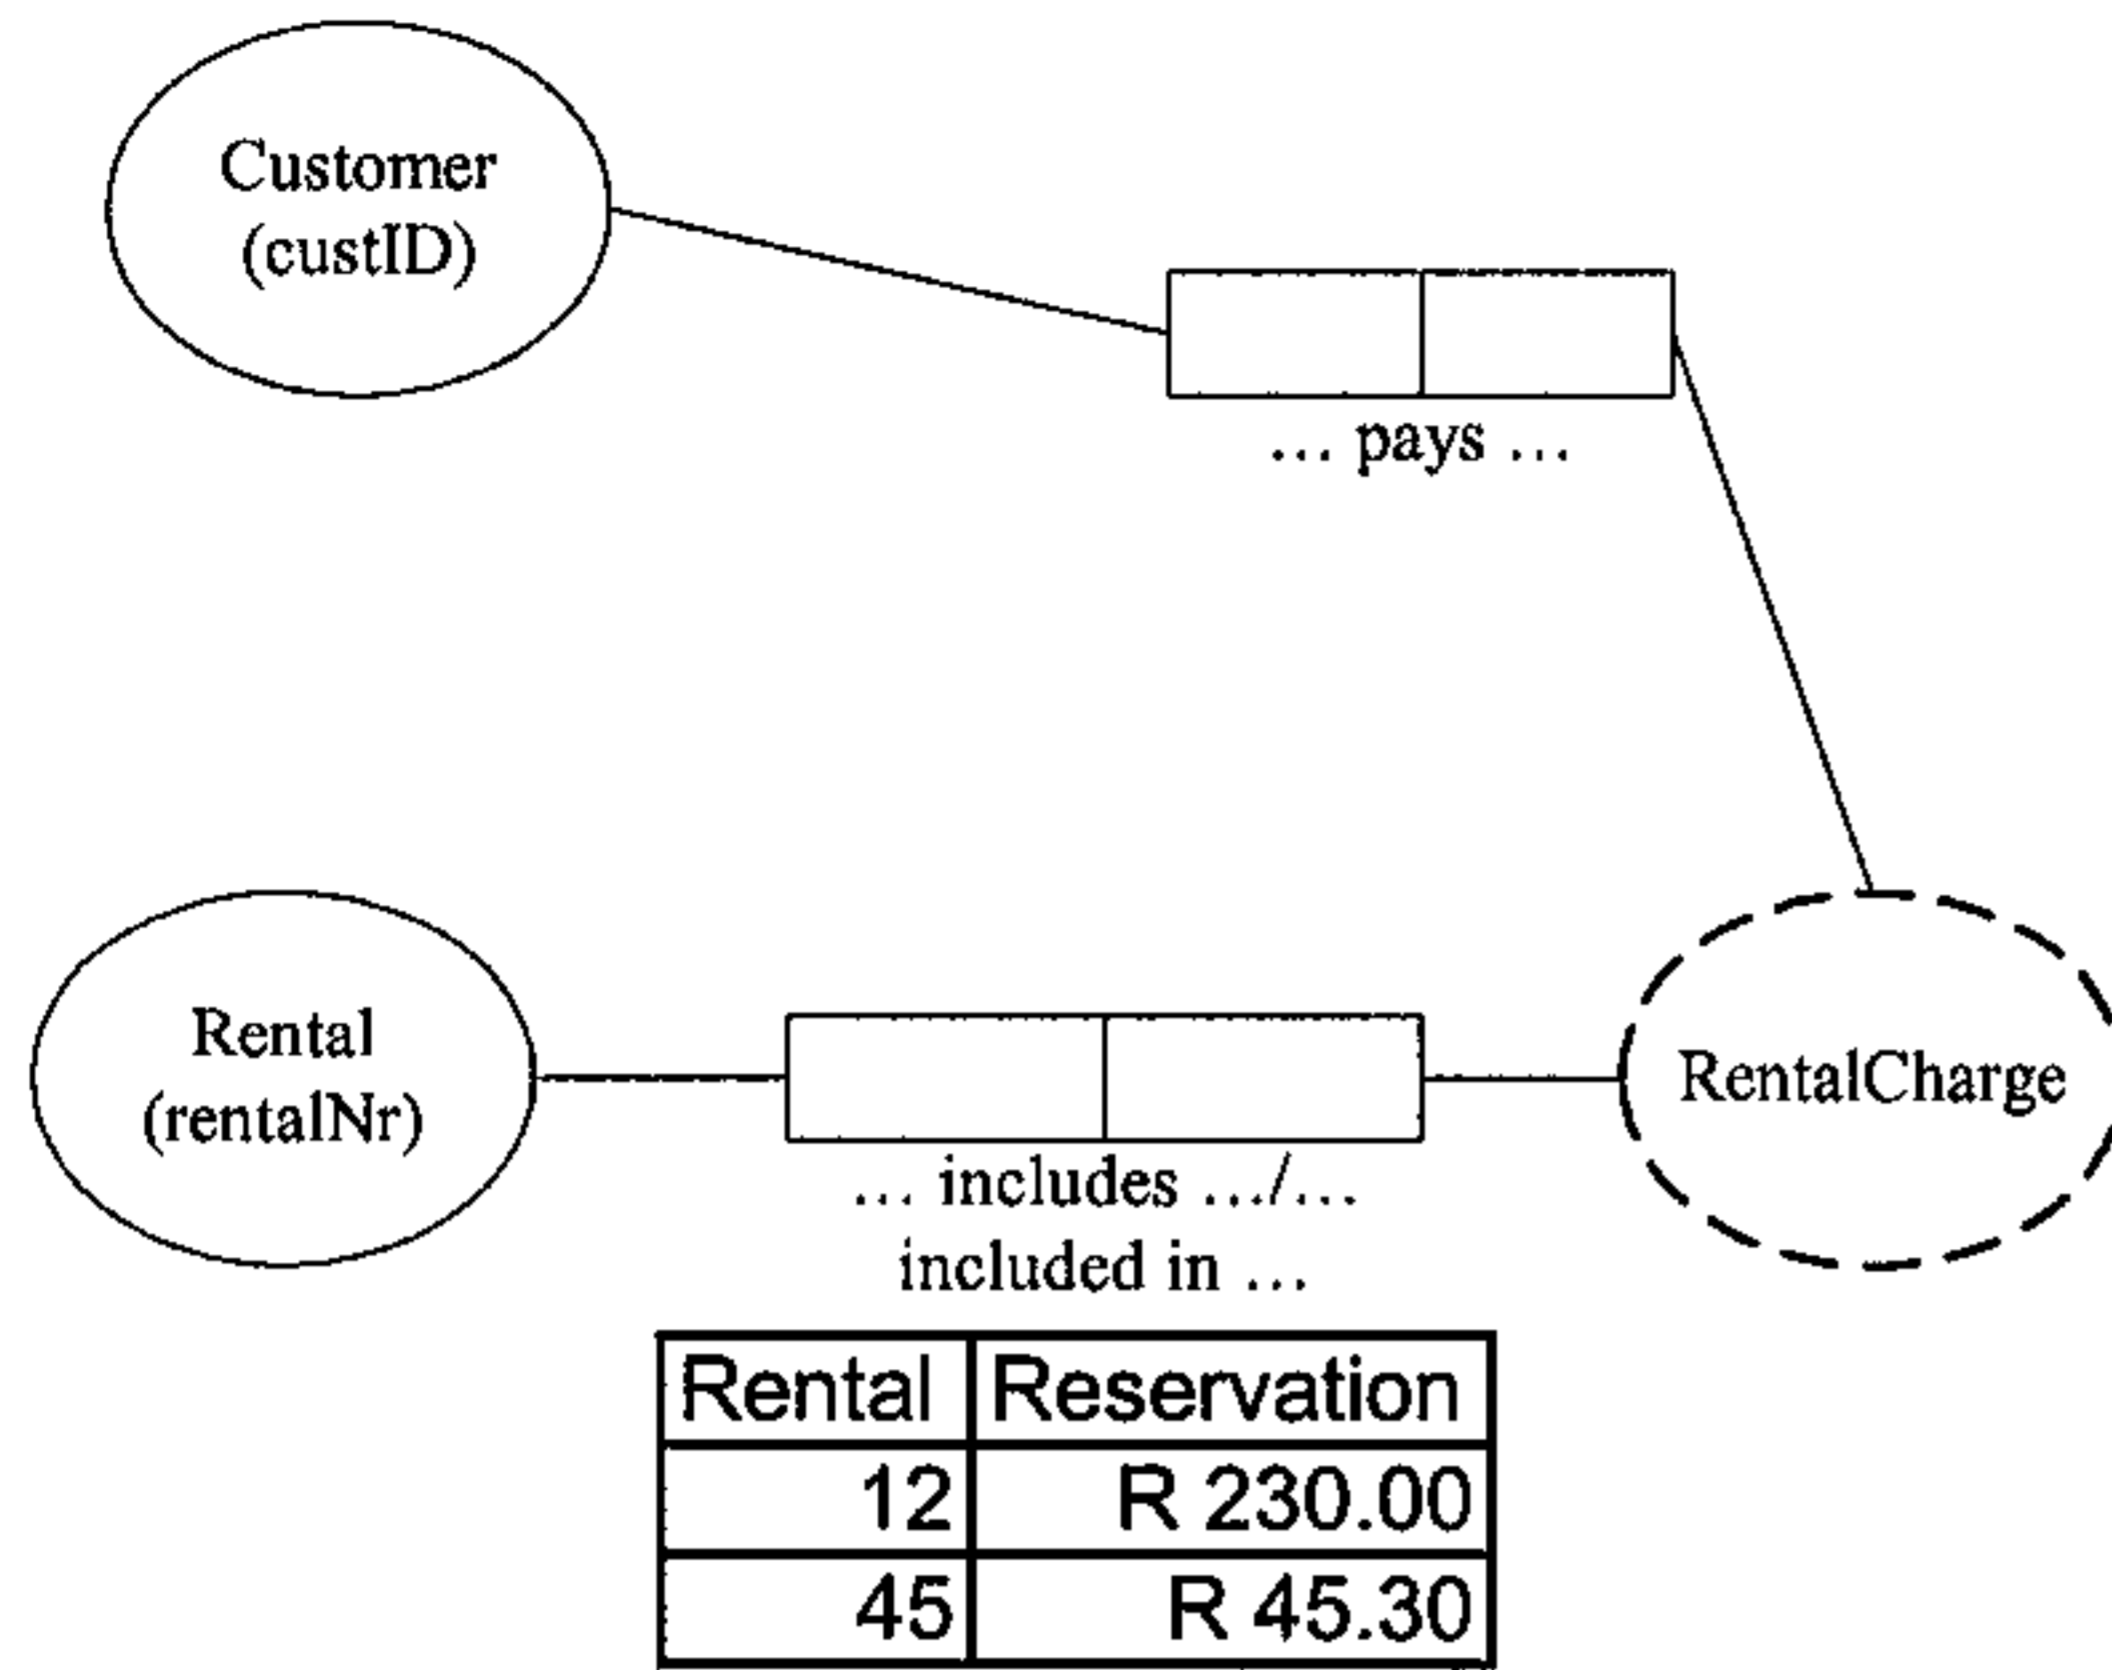 Customer
(custID)
... pays ...
Rental
(rentalNr)
RentalCharge
... includes .../...
included in ...
Rental Reservation
12 R 230.00
45 R 45.30